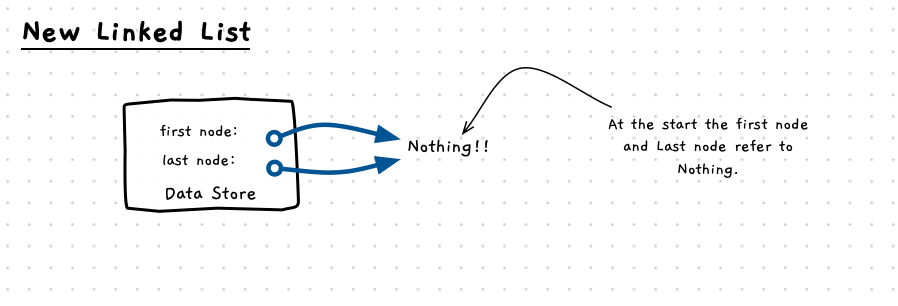 New Linked List
first node:
last node:
Data Store
Nothing!!
At the start the first node
and Last node refer to
Nothing.